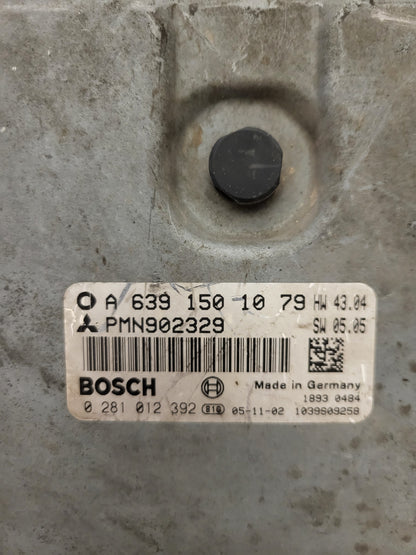 A 639 150 10 79 HW 43.04
PMN902329 SW 05.05
BOSCH Made in Germany
1893 0484
0 281 012 392 B16 05-11-02 1039S09258